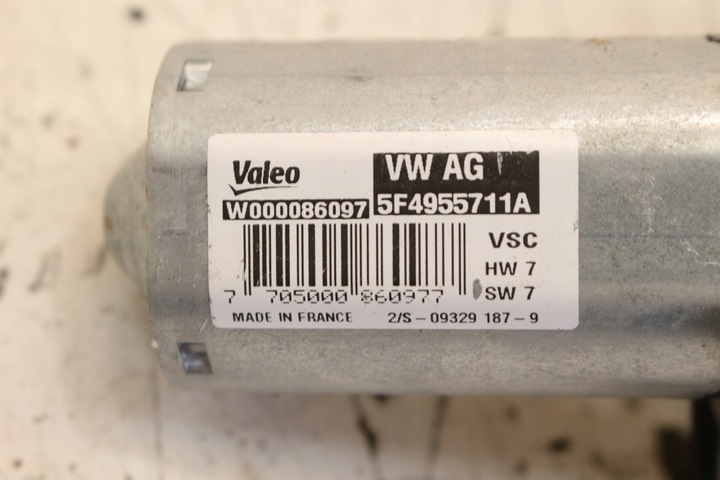 Valeo
VW AG
W000086097
5F4955711A
VSC
HW 7
SW 7
7 705000 860977
MADE IN FRANCE 2/S-09329 187-9